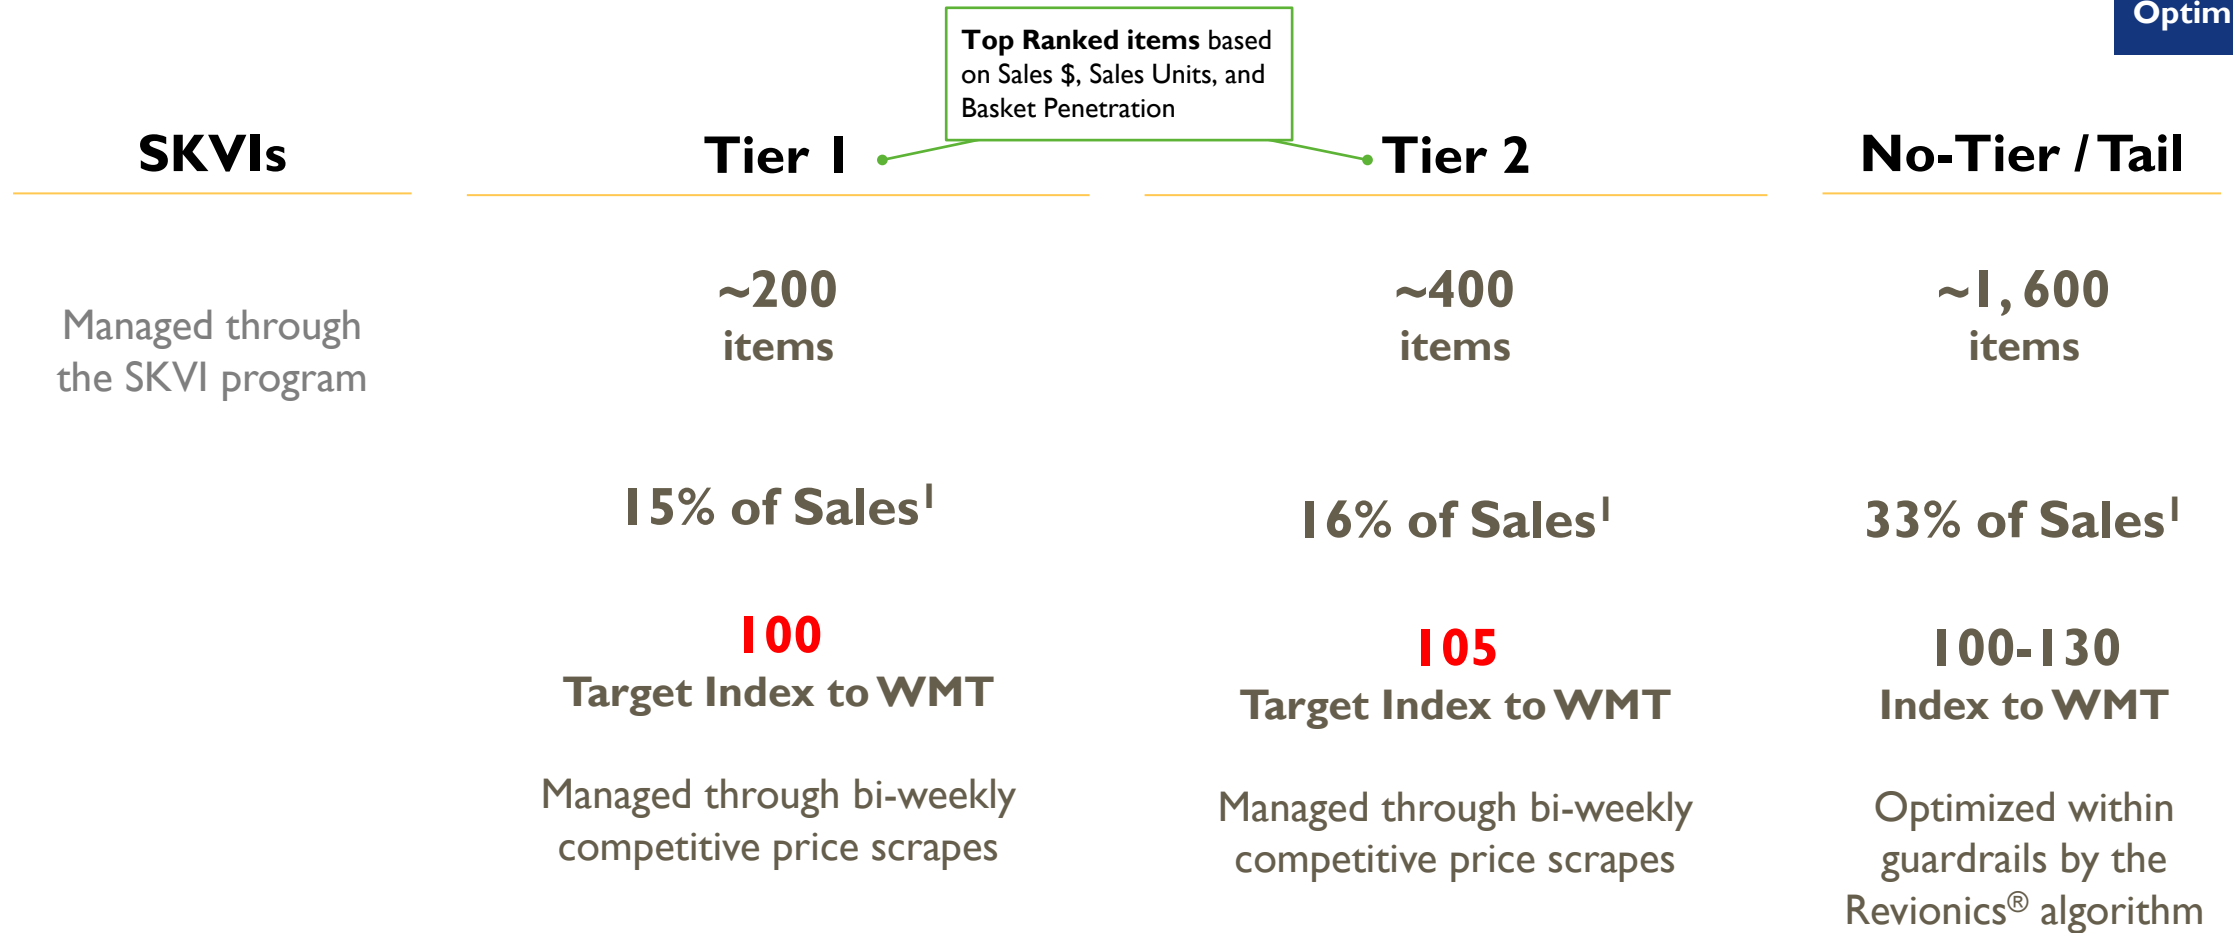 Optim
Top Ranked items based
on Sales $, Sales Units, and
Basket Penetration
SKVIs
Tier 1
Tier 2
No-Tier / Tail
Managed through
the SKVI program
~200
items
15% of Sales¹
100
Target Index to WMT
Managed through bi-weekly
competitive price scrapes
~400
items
16% of Sales¹
105
Target Index to WMT
Managed through bi-weekly
competitive price scrapes
~1, 600
items
33% of Sales¹
100-130
Index to WMT
Optimized within
guardrails by the
Revionics® algorithm